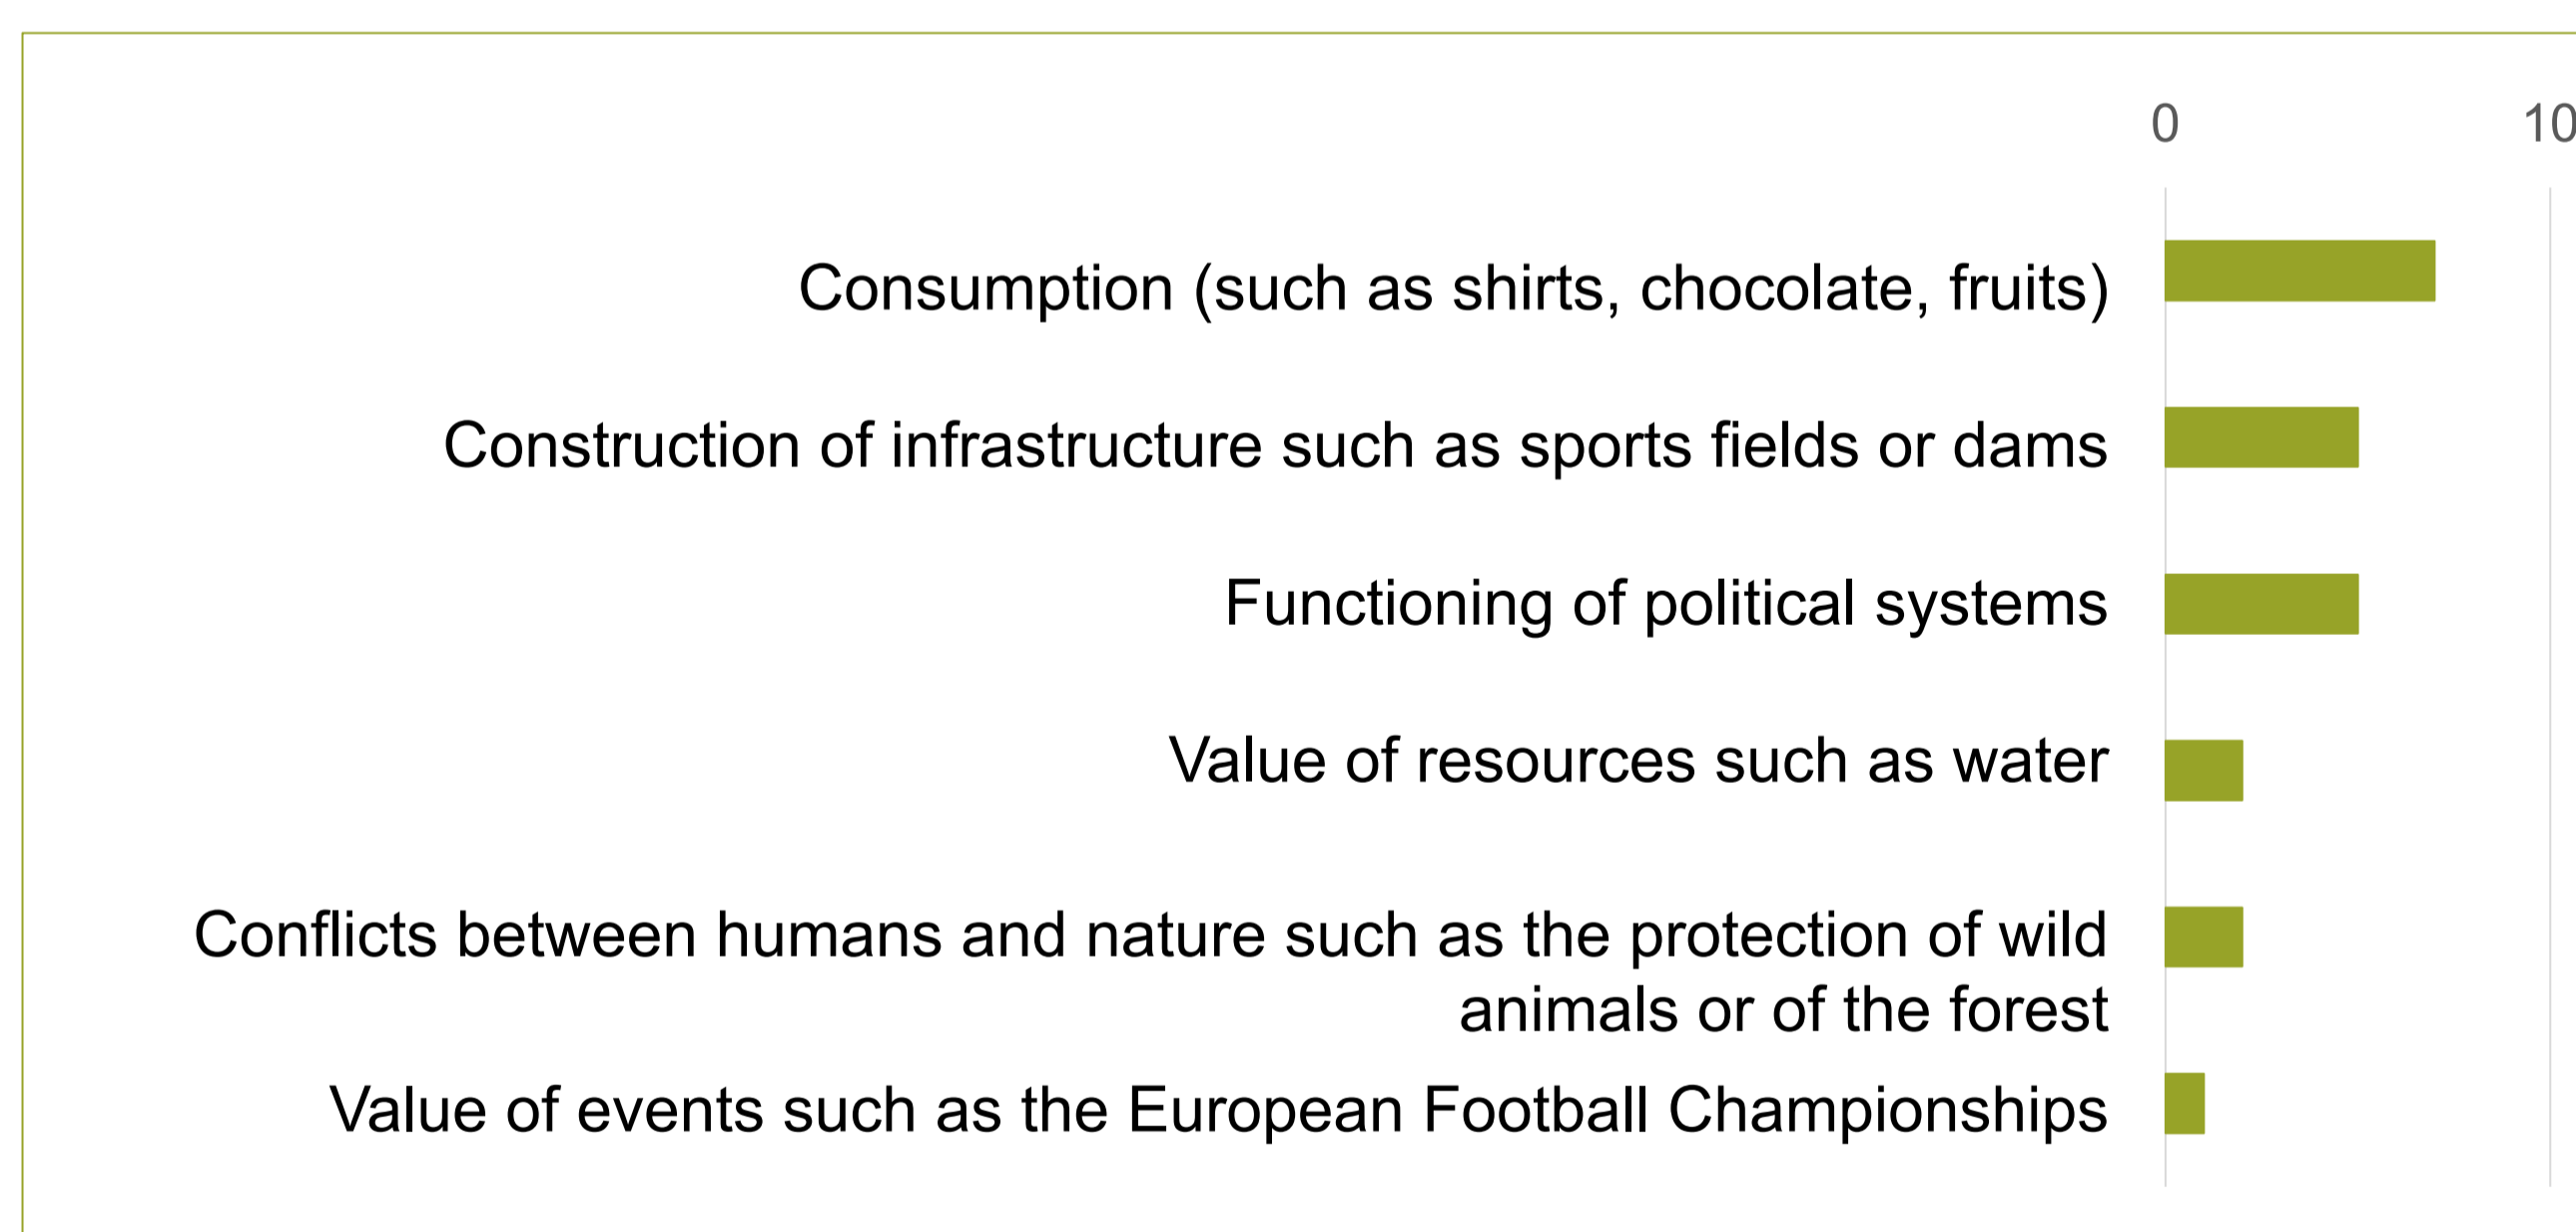 0 10
Consumption (such as shirts, chocolate, fruits)
Construction of infrastructure such as sports fields or dams
Functioning of political systems
Value of resources such as water
Conflicts between humans and nature such as the protection of wild
animals or of the forest
Value of events such as the European Football Championships